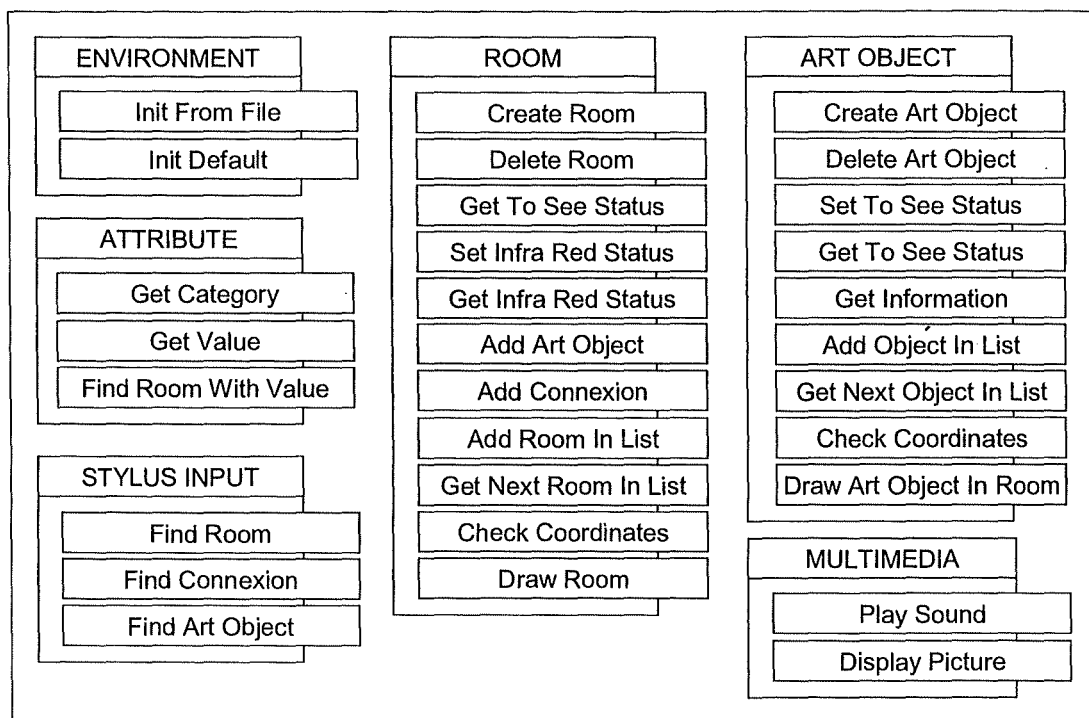 ENVIRONMENT
Init From File
Init Default
ATTRIBUTE
Get Category
Get Value
Find Room With Value
STYLUS INPUT
Find Room
Find Connexion
Find Art Object
ROOM
Create Room
Delete Room
Get To See Status
Set Infra Red Status
Get Infra Red Status
Add Art Object
Add Connexion
Add Room In List
Get Next Room In List
Check Coordinates
Draw Room
ART OBJECT
Create Art Object
Delete Art Object
Set To See Status
Get To See Status
Get Information
Add Object In List
Get Next Object In List
Check Coordinates
Draw Art Object In Room
MULTIMEDIA
Play Sound
Display Picture